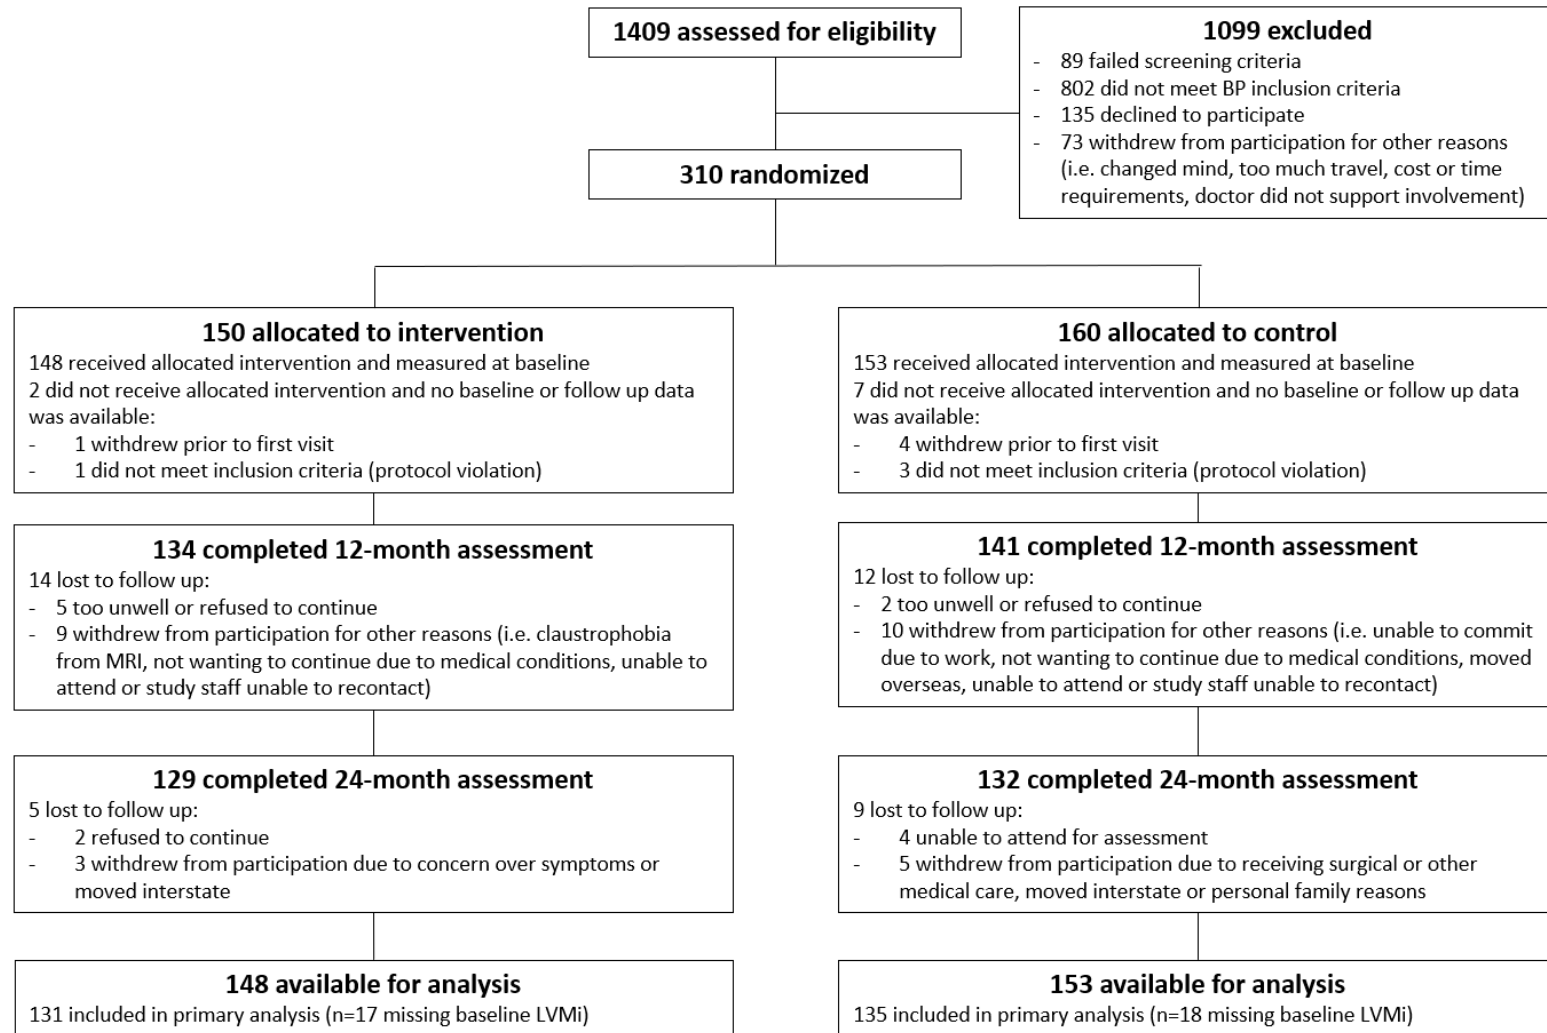 1409 assessed for eligibility
1099 excluded
- 89 failed screening criteria
- 802 did not meet BP inclusion criteria
- 135 declined to participate
- 73 withdrew from participation for other reasons
(i.e. changed mind, too much travel, cost or time
requirements, doctor did not support involvement)
310 randomized
150 allocated to intervention
148 received allocated intervention and measured at baseline
2 did not receive allocated intervention and no baseline or follow up data
was available:
- 1 withdrew prior to first visit
- 1 did not meet inclusion criteria (protocol violation)
160 allocated to control
153 received allocated intervention and measured at baseline
7 did not receive allocated intervention and no baseline or follow up data
was available:
- 4 withdrew prior to first visit
- 3 did not meet inclusion criteria (protocol violation)
134 completed 12-month assessment
14 lost to follow up:
- 5 too unwell or refused to continue
- 9 withdrew from participation for other reasons (i.e. claustrophobia
from MRI, not wanting to continue due to medical conditions, unable to
attend or study staff unable to recontact)
141 completed 12-month assessment
12 lost to follow up:
- 2 too unwell or refused to continue
- 10 withdrew from participation for other reasons (i.e. unable to commit
due to work, not wanting to continue due to medical conditions, moved
overseas, unable to attend or study staff unable to recontact)
129 completed 24-month assessment
5 lost to follow up:
- 2 refused to continue
- 3 withdrew from participation due to concern over symptoms or
moved interstate
132 completed 24-month assessment
9 lost to follow up:
- 4 unable to attend for assessment
- 5 withdrew from participation due to receiving surgical or other
medical care, moved interstate or personal family reasons
148 available for analysis
131 included in primary analysis (n=17 missing baseline LVMi)
153 available for analysis
135 included in primary analysis (n=18 missing baseline LVMi)